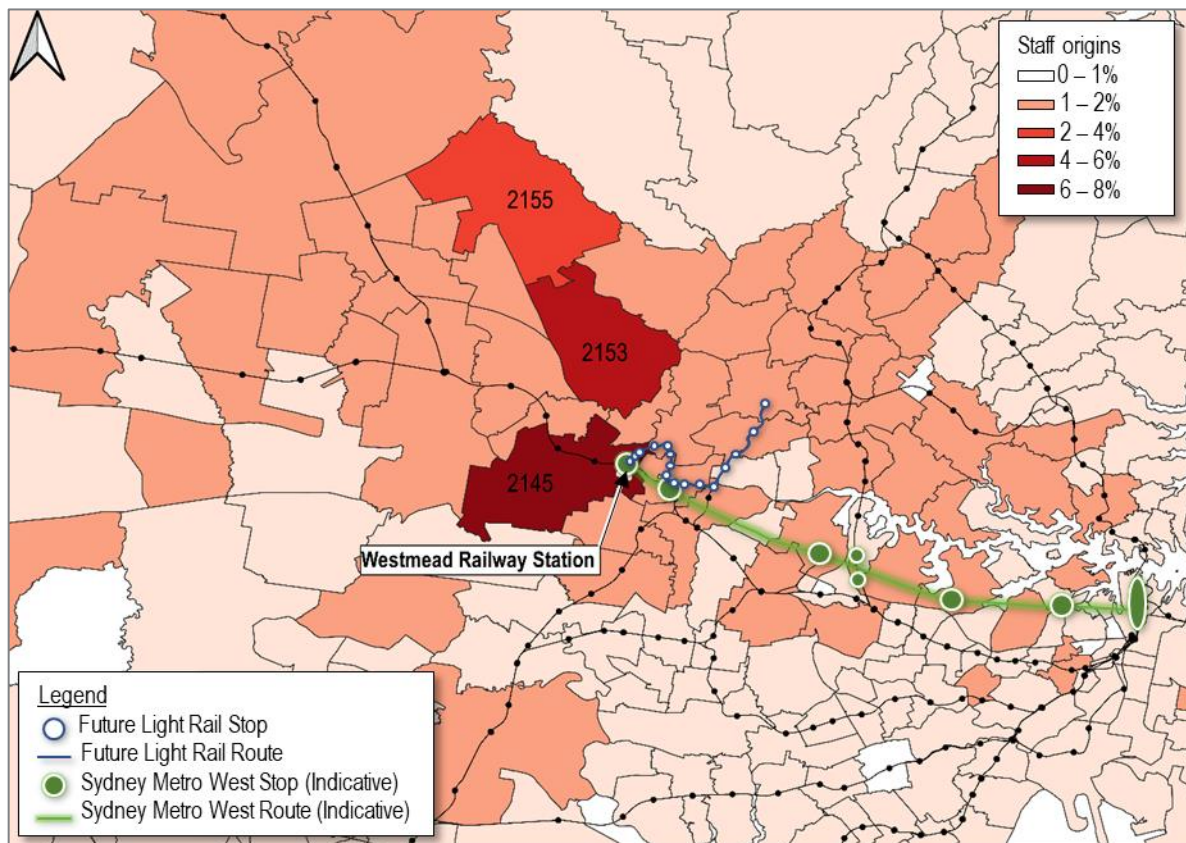 Staff origins
0 – 1%
1 – 2%
2 – 4%
4 – 6%
6 – 8%
2155
2153
2145
Westmead Railway Station
Legend
Future Light Rail Stop
Future Light Rail Route
Sydney Metro West Stop (Indicative)
Sydney Metro West Route (Indicative)